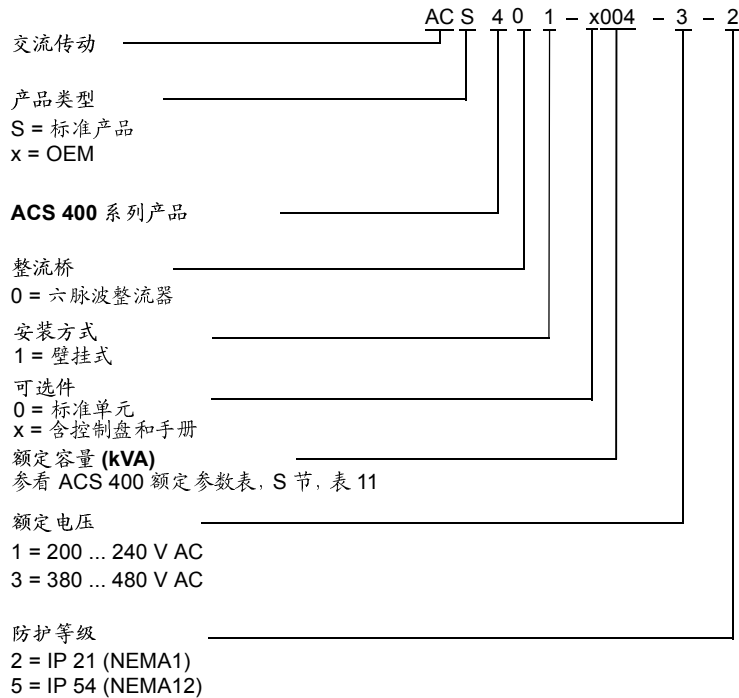 ACS 401 – x004 – 3 – 2
交流传动
产品类型
S = 标准产品
x = OEM
ACS 400 系列产品
整流桥
0 = 六脉波整流器
安装方式
1 = 壁挂式
可选件
0 = 标准单元
x = 含控制盘和手册
额定容量 (kVA)
参看 ACS 400 额定参数表, S 节, 表 11
额定电压
1 = 200 ... 240 V AC
3 = 380 ... 480 V AC
防护等级
2 = IP 21 (NEMA1)
5 = IP 54 (NEMA12)